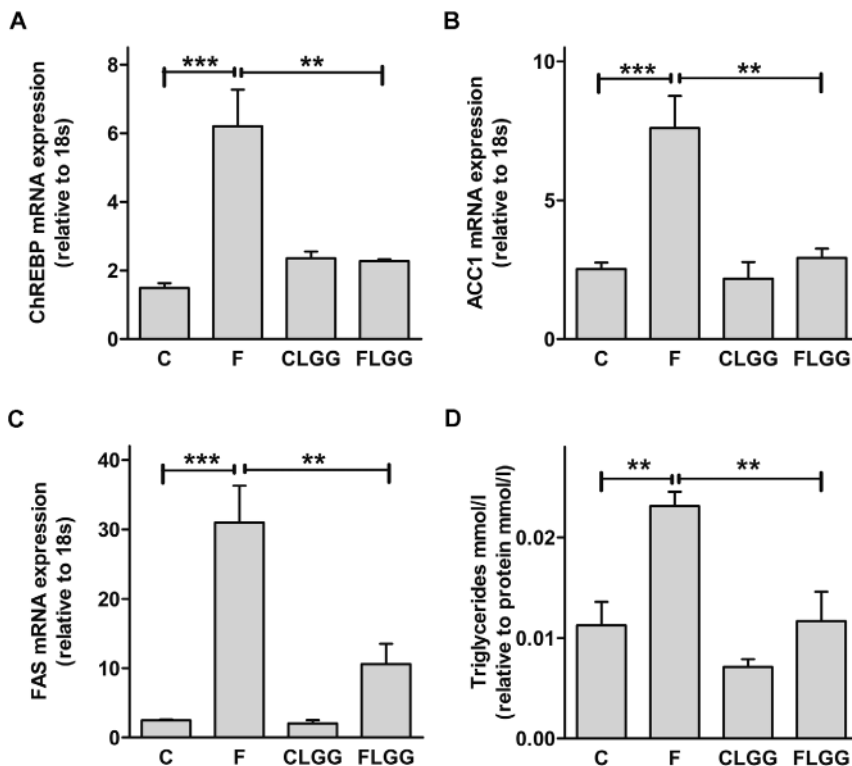 A
ChREBP mRNA expression
(relative to 18s)
8
6
4
2
0
***
**
C F CLGG FLGG
B
ACC1 mRNA expression
(relative to 18s)
10
5
0
***
**
C F CLGG FLGG
C
FAS mRNA expression
(relative to 18s)
40
30
20
10
0
***
**
C F CLGG FLGG
D
Triglycerides mmol/l
(relative to protein mmol/l)
0.02
0.01
0.00
**
**
C F CLGG FLGG